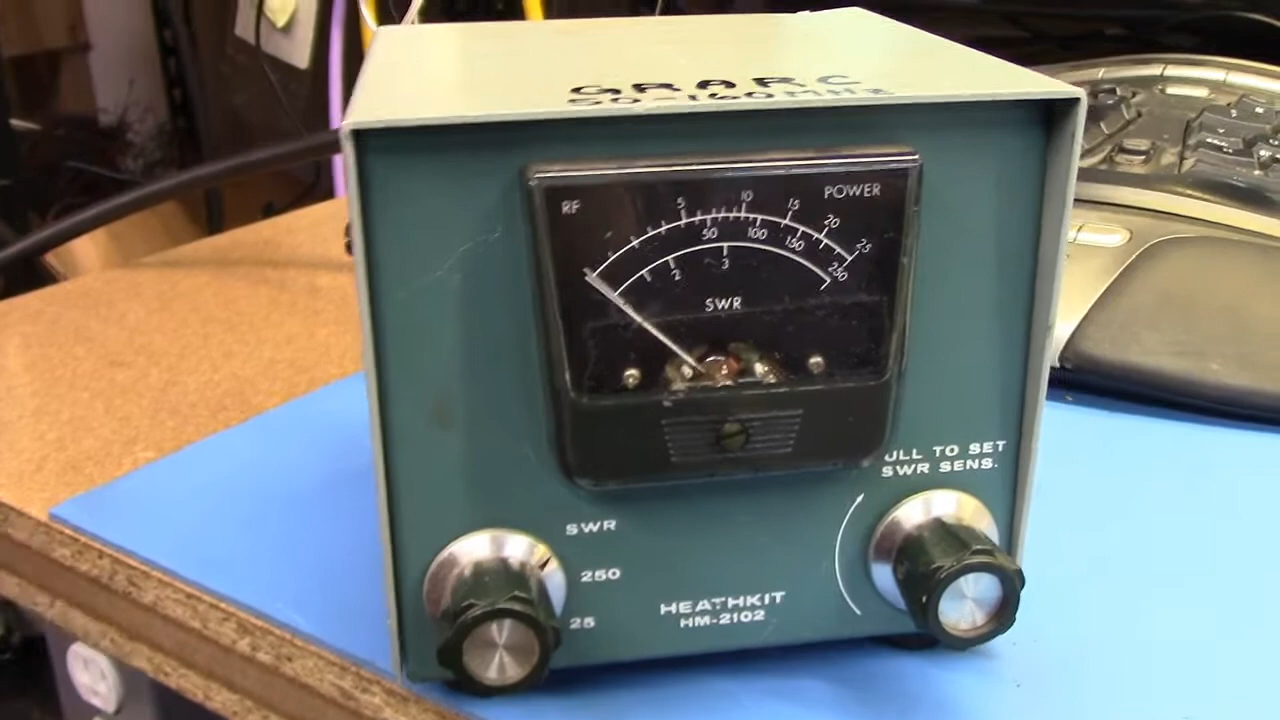 GRARC
50-160MHz
RF
POWER
5 10 15 20 25
50 100 150 250
2 3
SWR
ULL TO SET
SWR SENS.
SWR
250
25
HEATHKIT
HM-2102